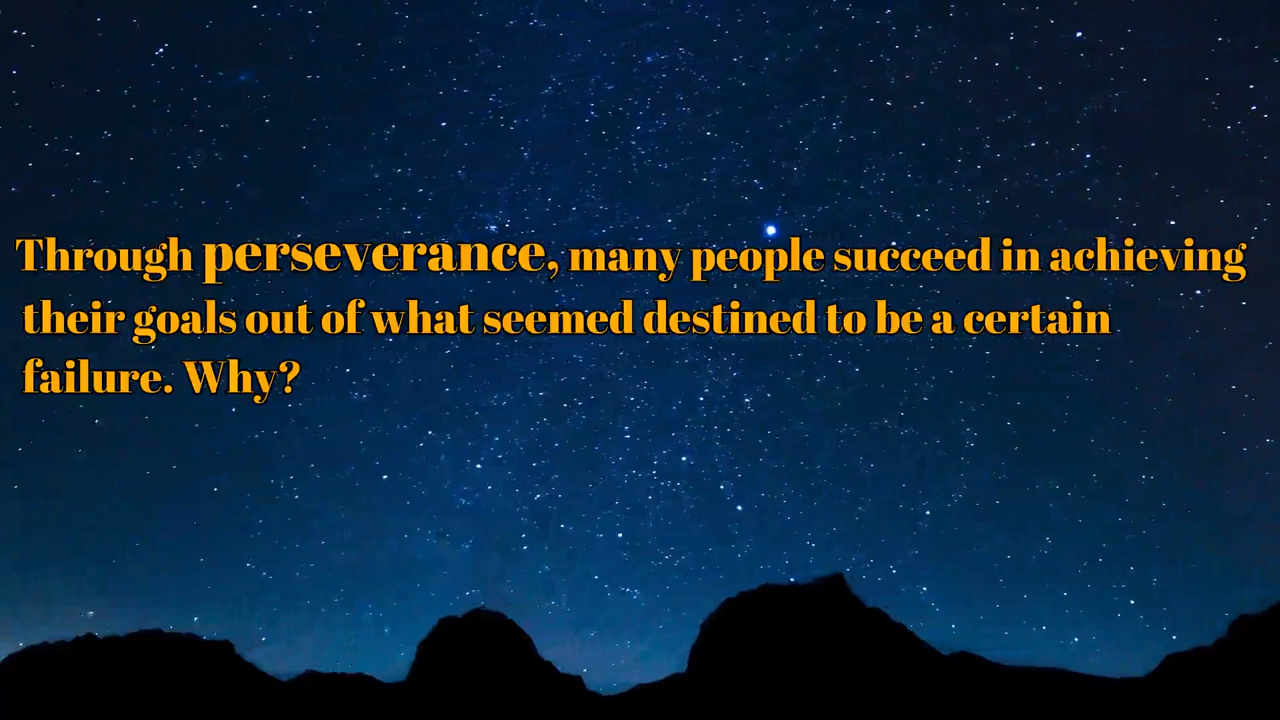 Through perseverance, many people succeed in achieving
their goals out of what seemed destined to be a certain
failure. Why?